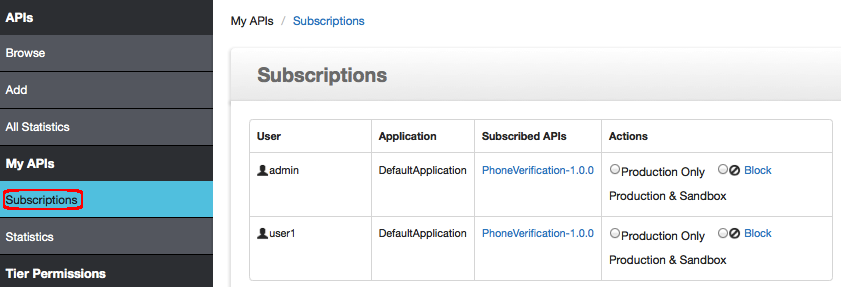 APIs
Browse
Add
All Statistics
My APIs
Subscriptions
Statistics
Tier Permissions
My APIs / Subscriptions
Subscriptions
User Application Subscribed APIs Actions
admin DefaultApplication PhoneVerification-1.0.0 Production Only Block
Production & Sandbox
user1 DefaultApplication PhoneVerification-1.0.0 Production Only Block
Production & Sandbox